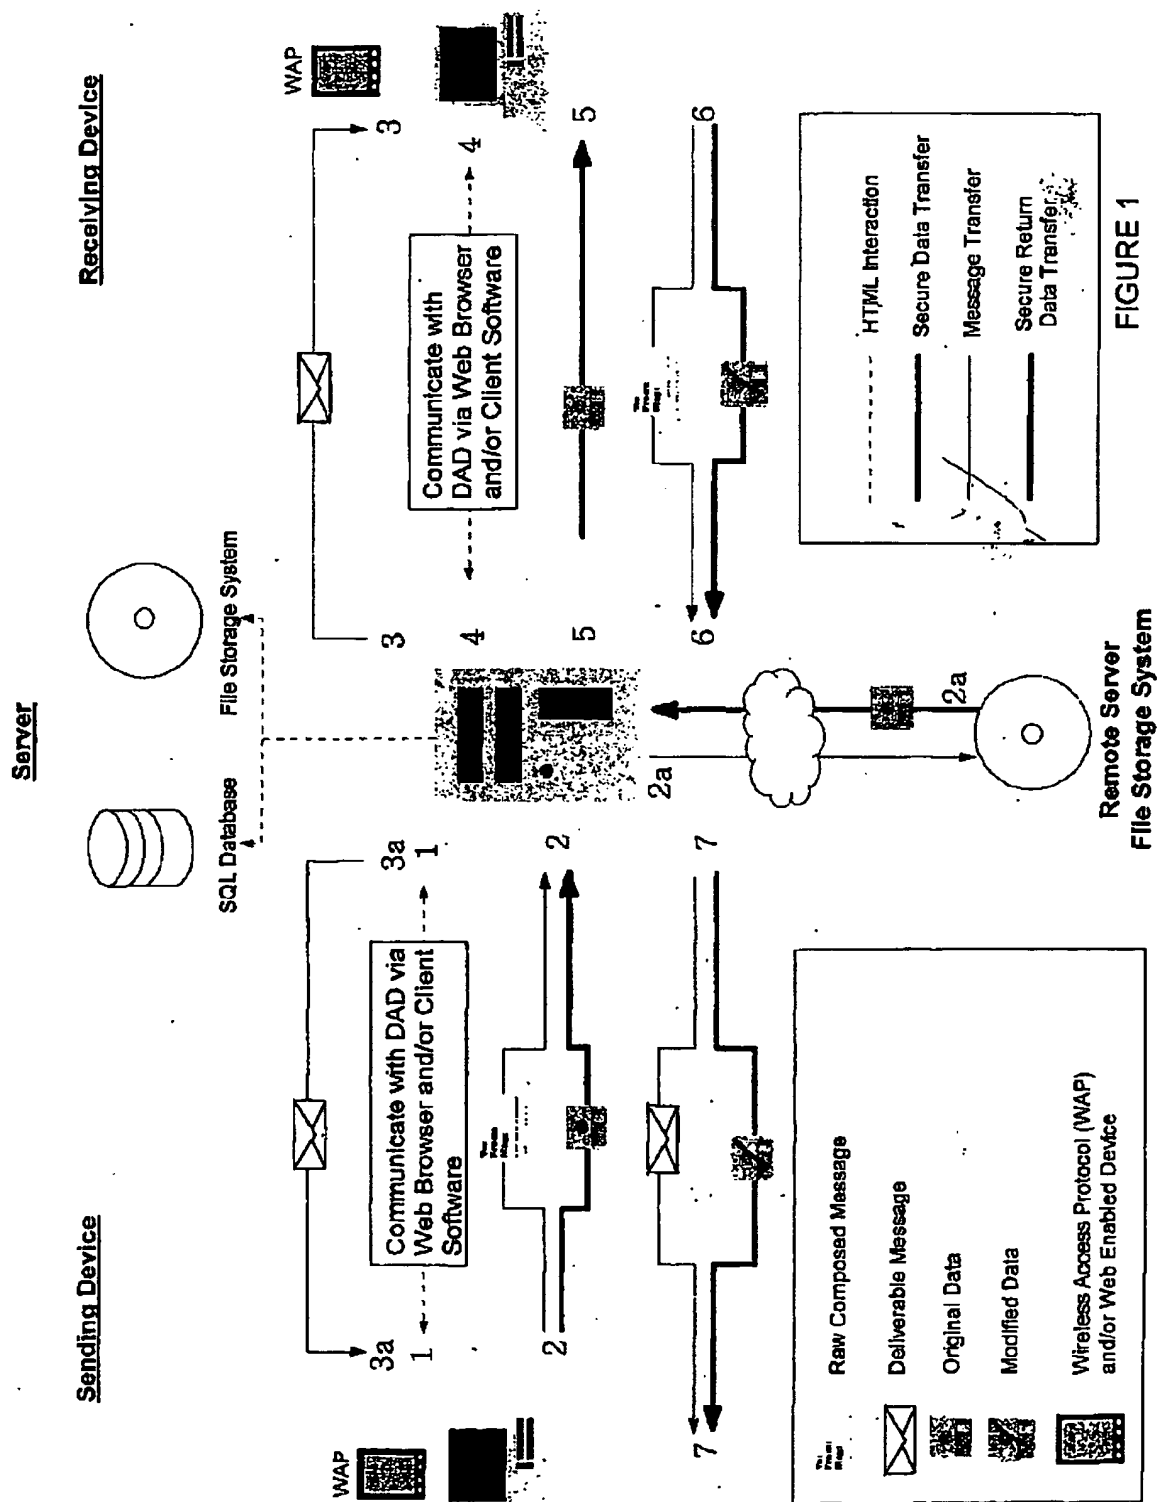 Server
Sending Device
Receiving Device
SQL Database
File Storage System
WAP
WAP
3a
3a
1
1
Communicate with DAD via
Web Browser and/or Client
Software
2
2
7
7
3
3
4
4
Communicate with
DAD via Web Browser
and/or Client Software
5
5
6
6
2a
2a
Remote Server
File Storage System
Raw Composed Message
Deliverable Message
Original Data
Modified Data
Wireless Access Protocol (WAP)
and/or Web Enabled Device
HTML Interaction
Secure Data Transfer
Message Transfer
Secure Return
Data Transfer
FIGURE 1